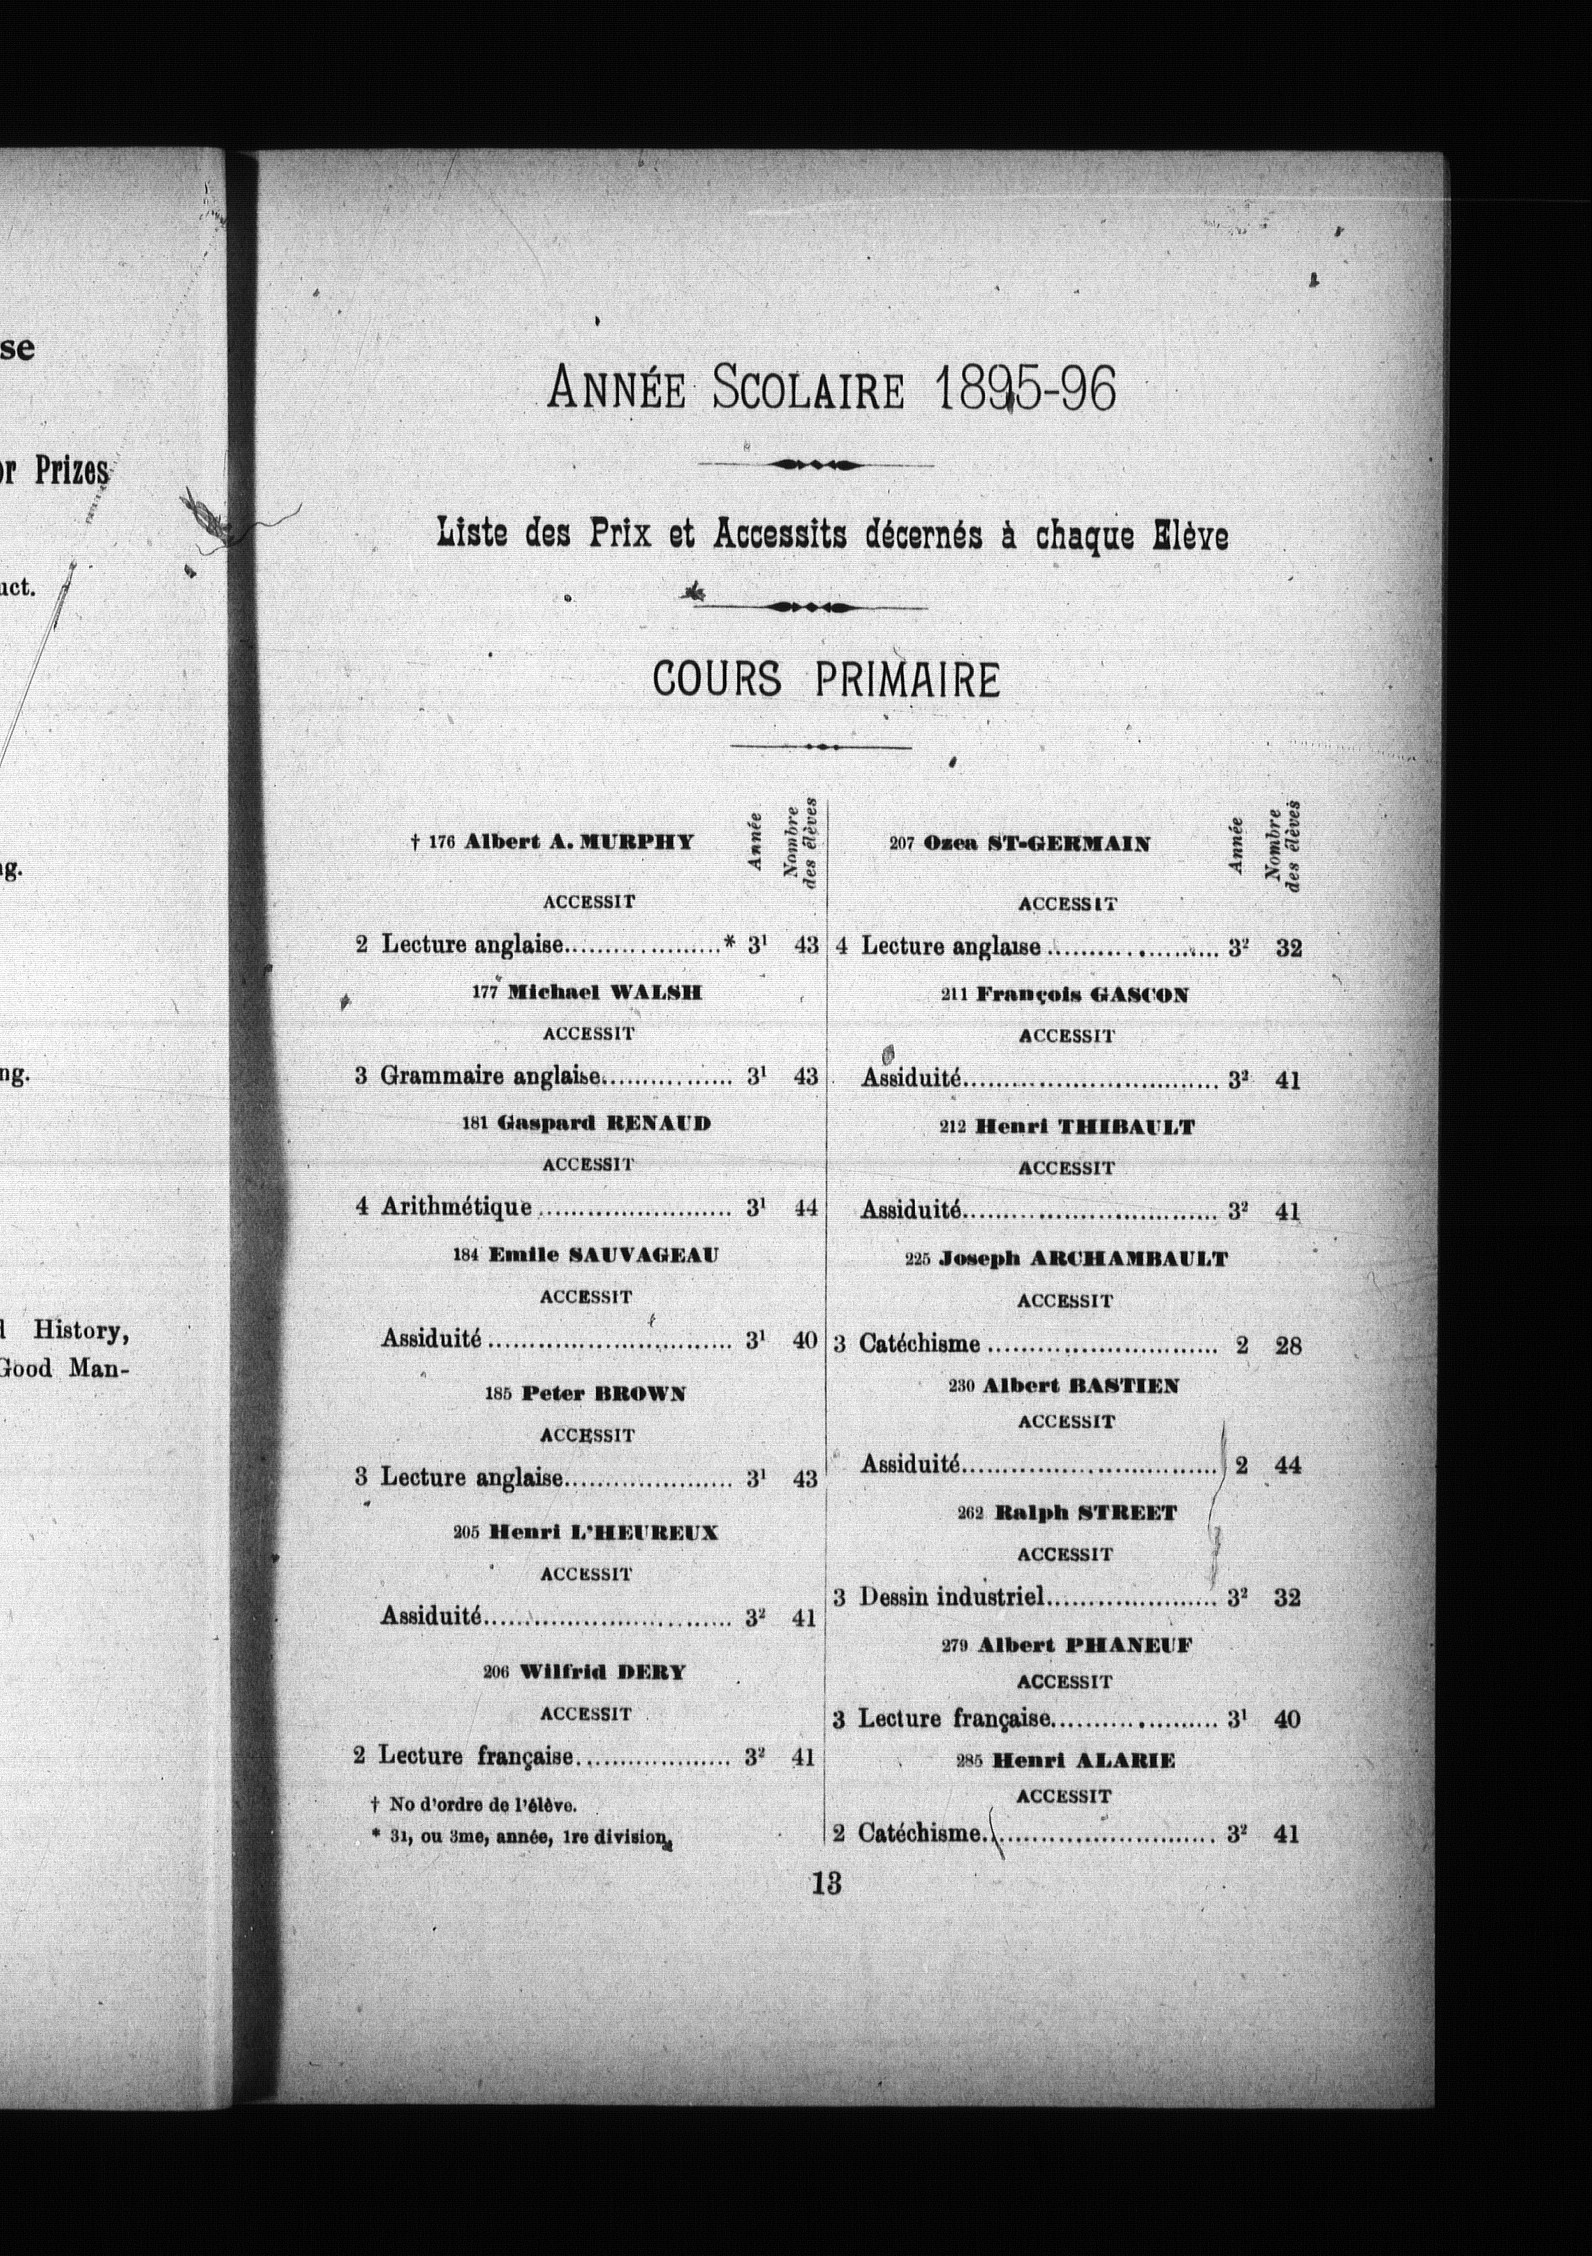 se
or Prizes
uct.
ng.
ng.
d History,
Good Man-
ANNÉE SCOLAIRE 1895-96
Liste des Prix et Accessits décernés à chaque Elève
COURS PRIMAIRE
Année
Nombre
des élèves
† 176 Albert A. MURPHY
ACCESSIT
2 Lecture anglaise....................* 3¹ 43
177 Michael WALSH
ACCESSIT
3 Grammaire anglaise................ 3¹ 43
181 Gaspard RENAUD
ACCESSIT
4 Arithmétique ........................ 3¹ 44
184 Emile SAUVAGEAU
ACCESSIT
Assiduité .............................. 3¹ 40
185 Peter BROWN
ACCESSIT
3 Lecture anglaise..................... 3¹ 43
205 Henri L'HEUREUX
ACCESSIT
Assiduité............................... 3² 41
206 Wilfrid DERY
ACCESSIT
2 Lecture française................... 3² 41
† No d'ordre de l'élève.
* 31, ou 3me, année, 1re division.
Année
Nombre
des élèves
207 Ozea ST-GERMAIN
ACCESSIT
4 Lecture anglaise ..................... 3² 32
211 François GASCON
ACCESSIT
Assiduité............................... 3² 41
212 Henri THIBAULT
ACCESSIT
Assiduité............................... 3² 41
225 Joseph ARCHAMBAULT
ACCESSIT
3 Catéchisme ............................ 2 28
230 Albert BASTIEN
ACCESSIT
Assiduité............................... 2 44
262 Ralph STREET
ACCESSIT
3 Dessin industriel..................... 3² 32
279 Albert PHANEUF
ACCESSIT
3 Lecture française.................... 3¹ 40
285 Henri ALARIE
ACCESSIT
2 Catéchisme............................ 3² 41
13